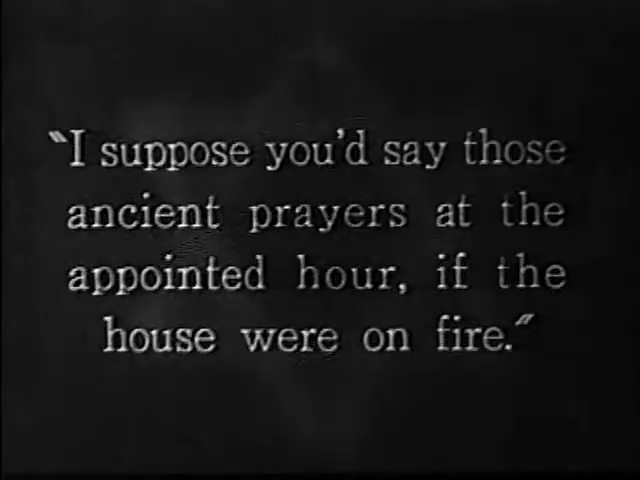 "I suppose you'd say those
ancient prayers at the
appointed hour, if the
house were on fire."